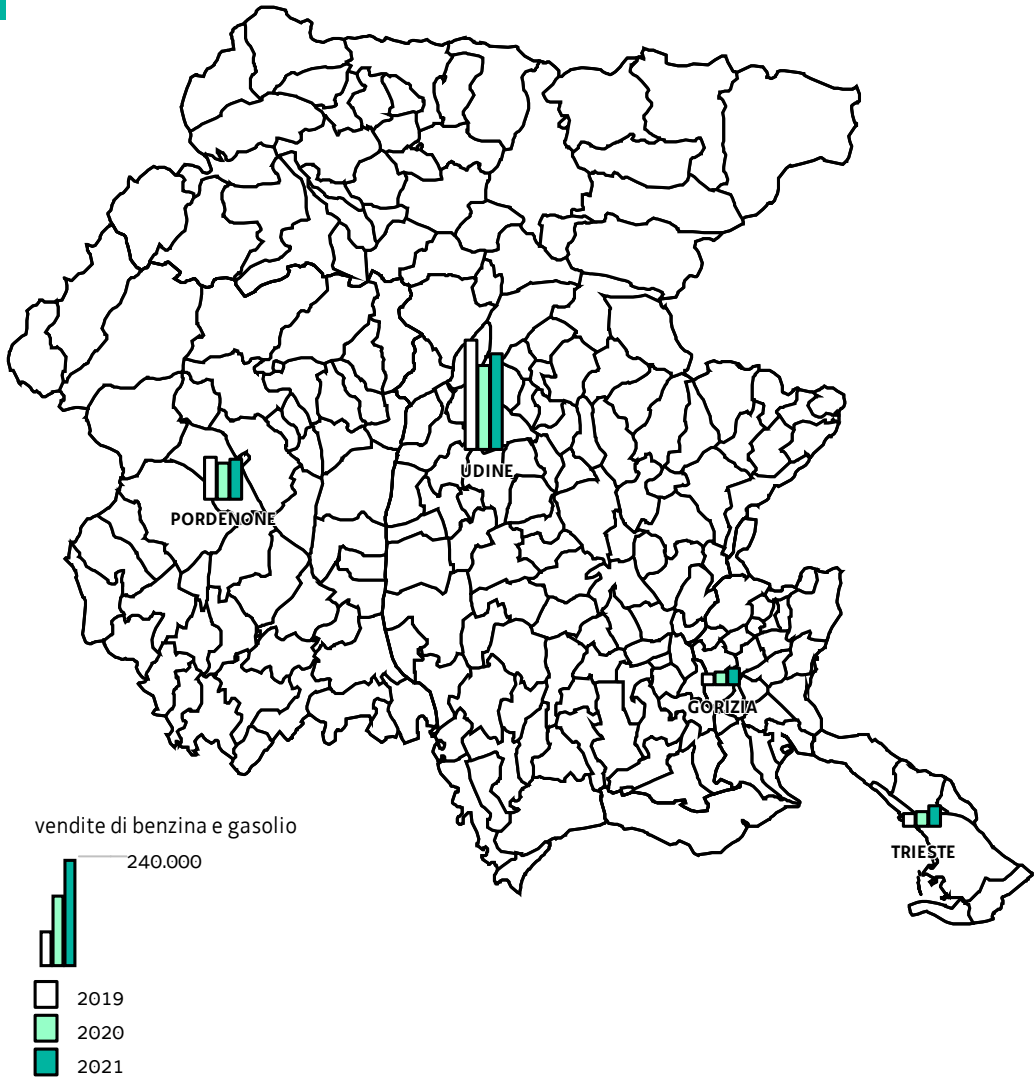 UDINE
PORDENONE
GORIZIA
TRIESTE
vendite di benzina e gasolio
240.000
2019
2020
2021